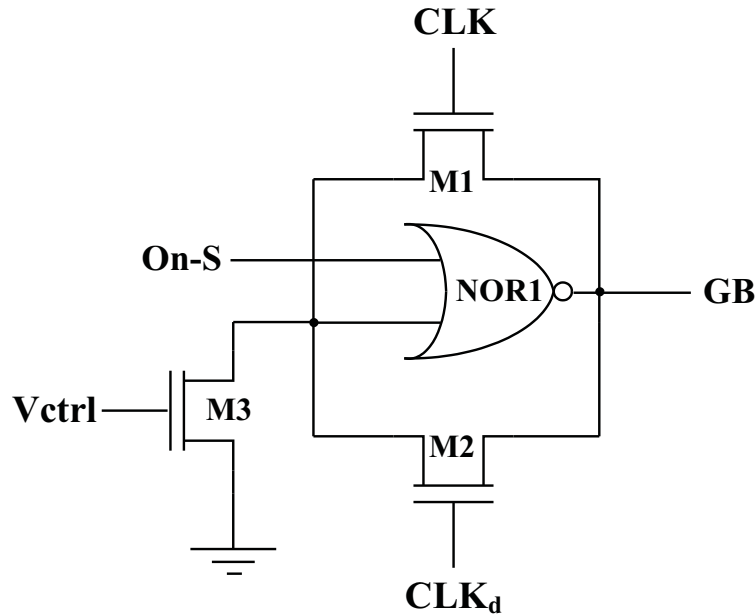 CLK
M1
On-S
NOR1
GB
Vctrl
M3
M2
CLKd